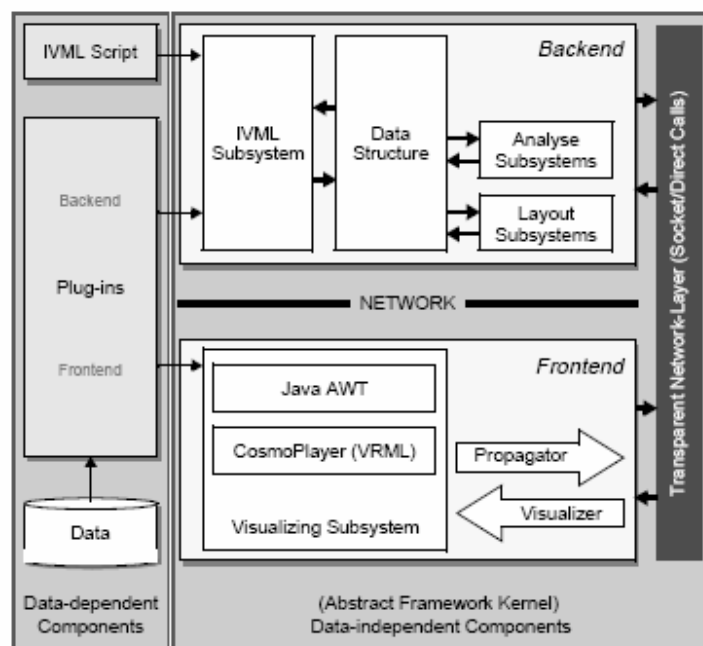 IVML Script
Backend
Plug-ins
Frontend
Data
Data-dependent
Components
Backend
IVML
Subsystem
Data
Structure
Analyse
Subsystems
Layout
Subsystems
NETWORK
Frontend
Java AWT
CosmoPlayer (VRML)
Visualizing Subsystem
Propagator
Visualizer
(Abstract Framework Kernel)
Data-independent Components
Transparent Network-Layer (Socket/Direct Calls)